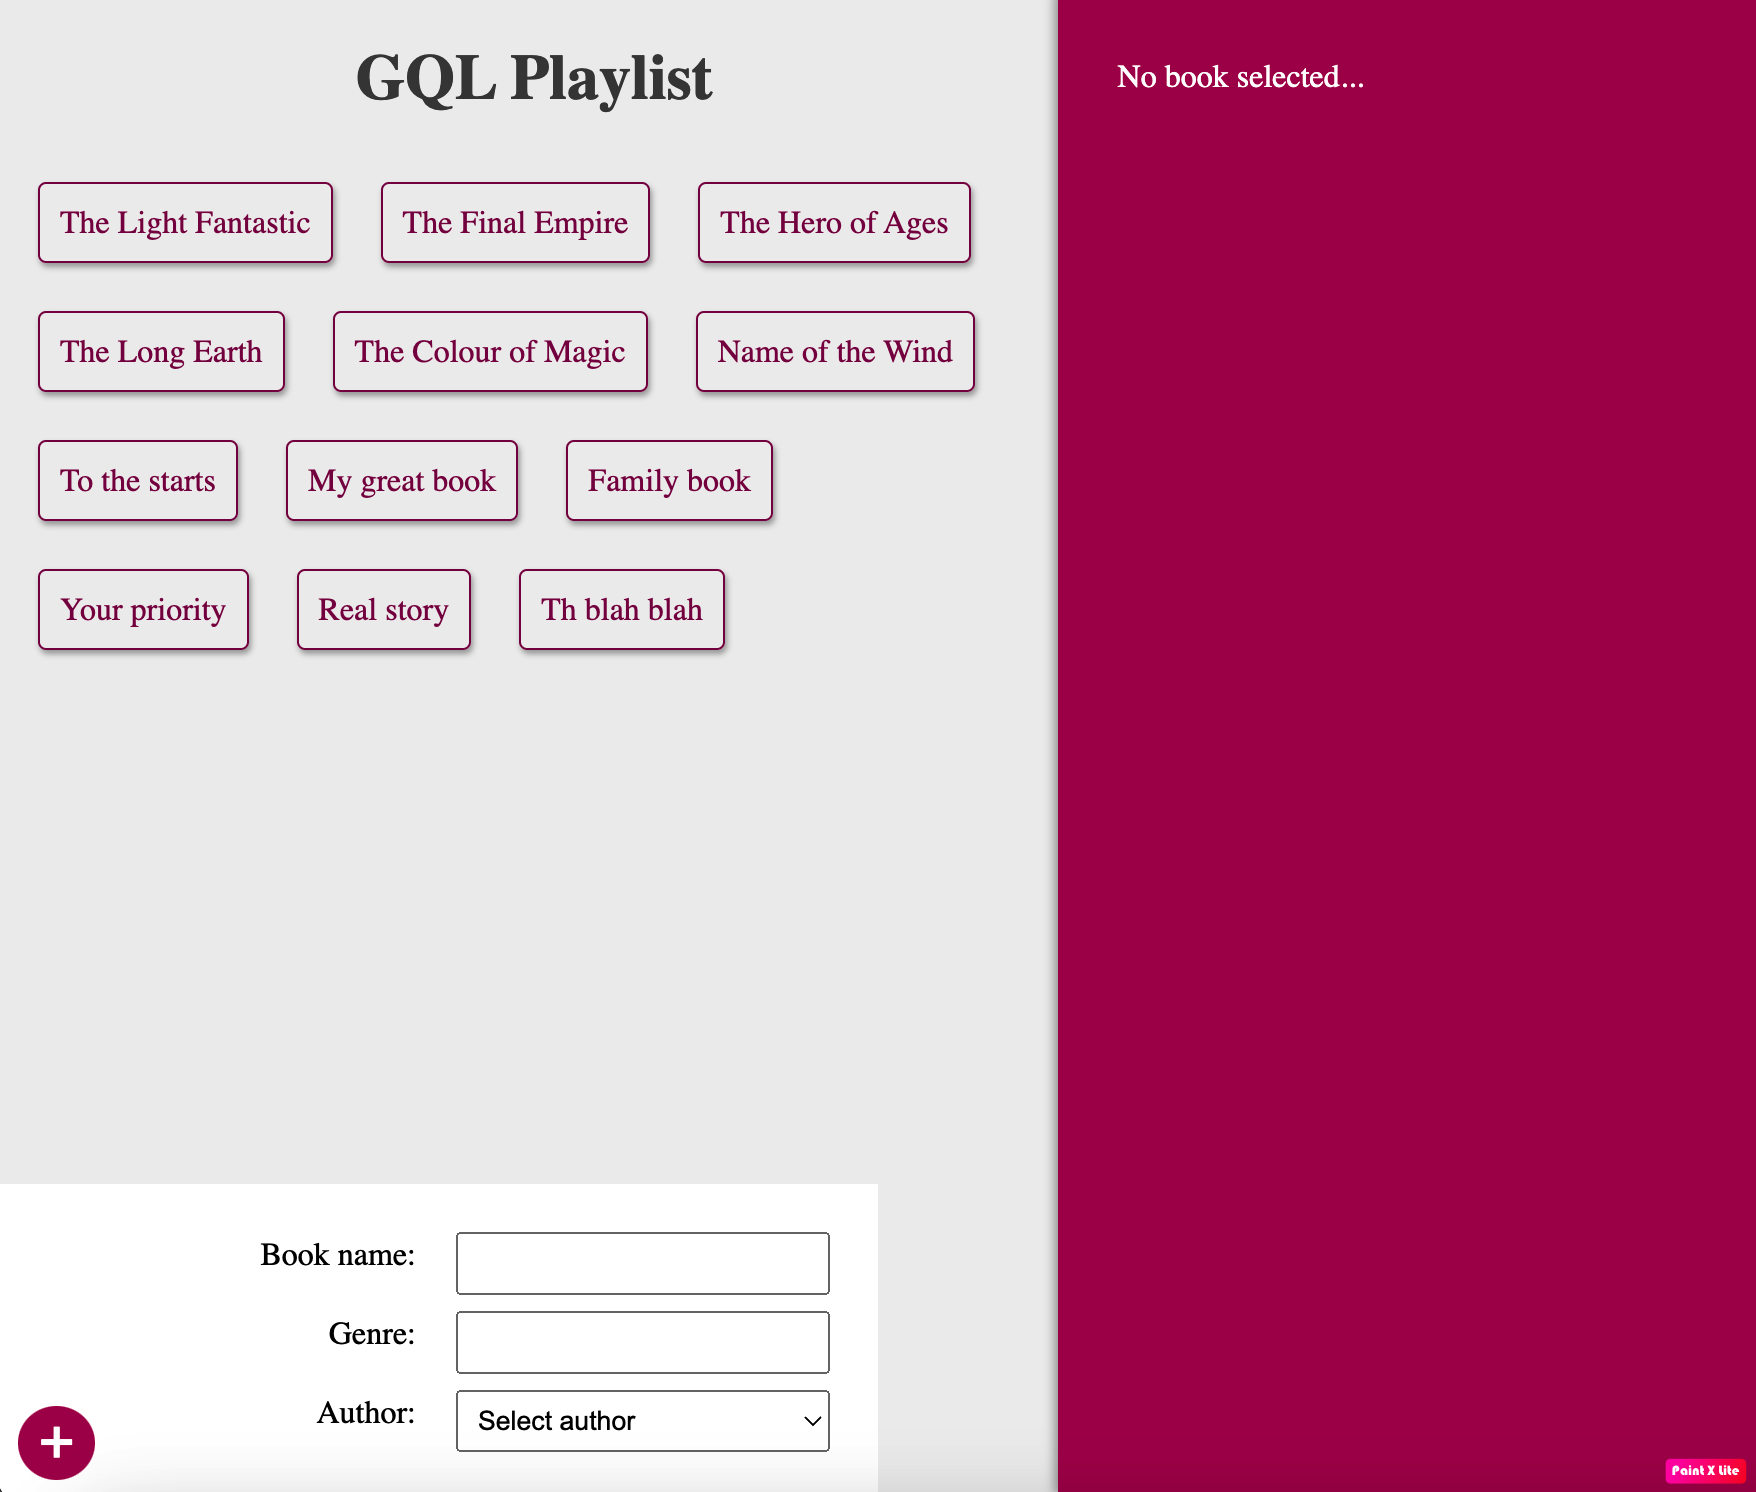 GQL Playlist
No book selected...
The Light Fantastic
The Final Empire
The Hero of Ages
The Long Earth
The Colour of Magic
Name of the Wind
To the starts
My great book
Family book
Your priority
Real story
Th blah blah
Book name:
Genre:
Author:
Select author
+
Paint X Lite